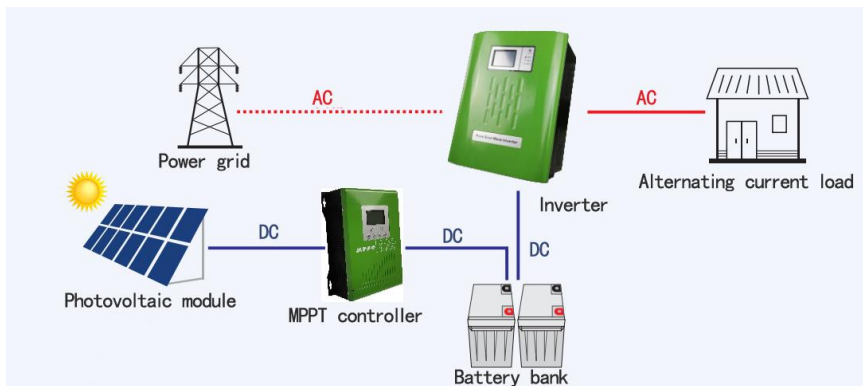 AC
AC
Power grid
Alternating current load
Inverter
DC
DC
DC
Photovoltaic module
MPPT controller
Battery bank